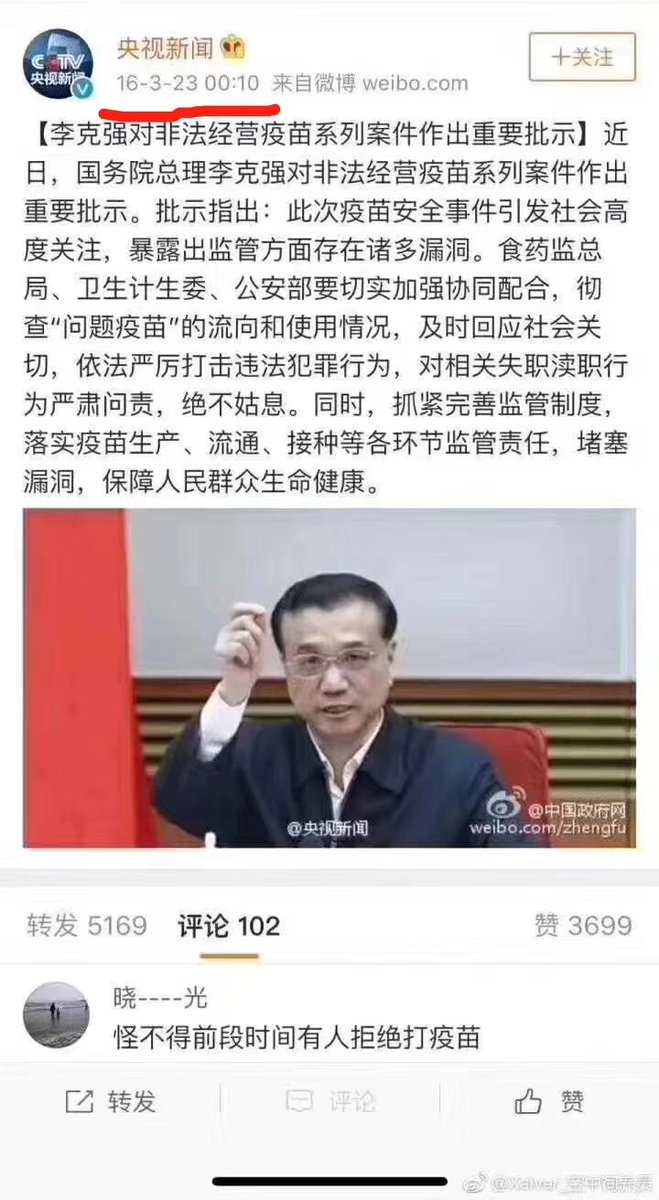 CCTV
央视新闻
央视新闻
+关注
16-3-23 00:10 来自微博 weibo.com
【李克强对非法经营疫苗系列案件作出重要批示】近
日，国务院总理李克强对非法经营疫苗系列案件作出
重要批示。批示指出：此次疫苗安全事件引发社会高
度关注，暴露出监管方面存在诸多漏洞。食药监总
局、卫生计生委、公安部要切实加强协同配合，彻
查“问题疫苗”的流向和使用情况，及时回应社会关
切，依法严厉打击违法犯罪行为，对相关失职渎职行
为严肃问责，绝不姑息。同时，抓紧完善监管制度，
落实疫苗生产、流通、接种等各环节监管责任，堵塞
漏洞，保障人民群众生命健康。
@中国政府网
@央视新闻
weibo.com/zhengfu
转发 5169 评论 102 赞 3699
晓----光
怪不得前段时间有人拒绝打疫苗
转发 评论 赞